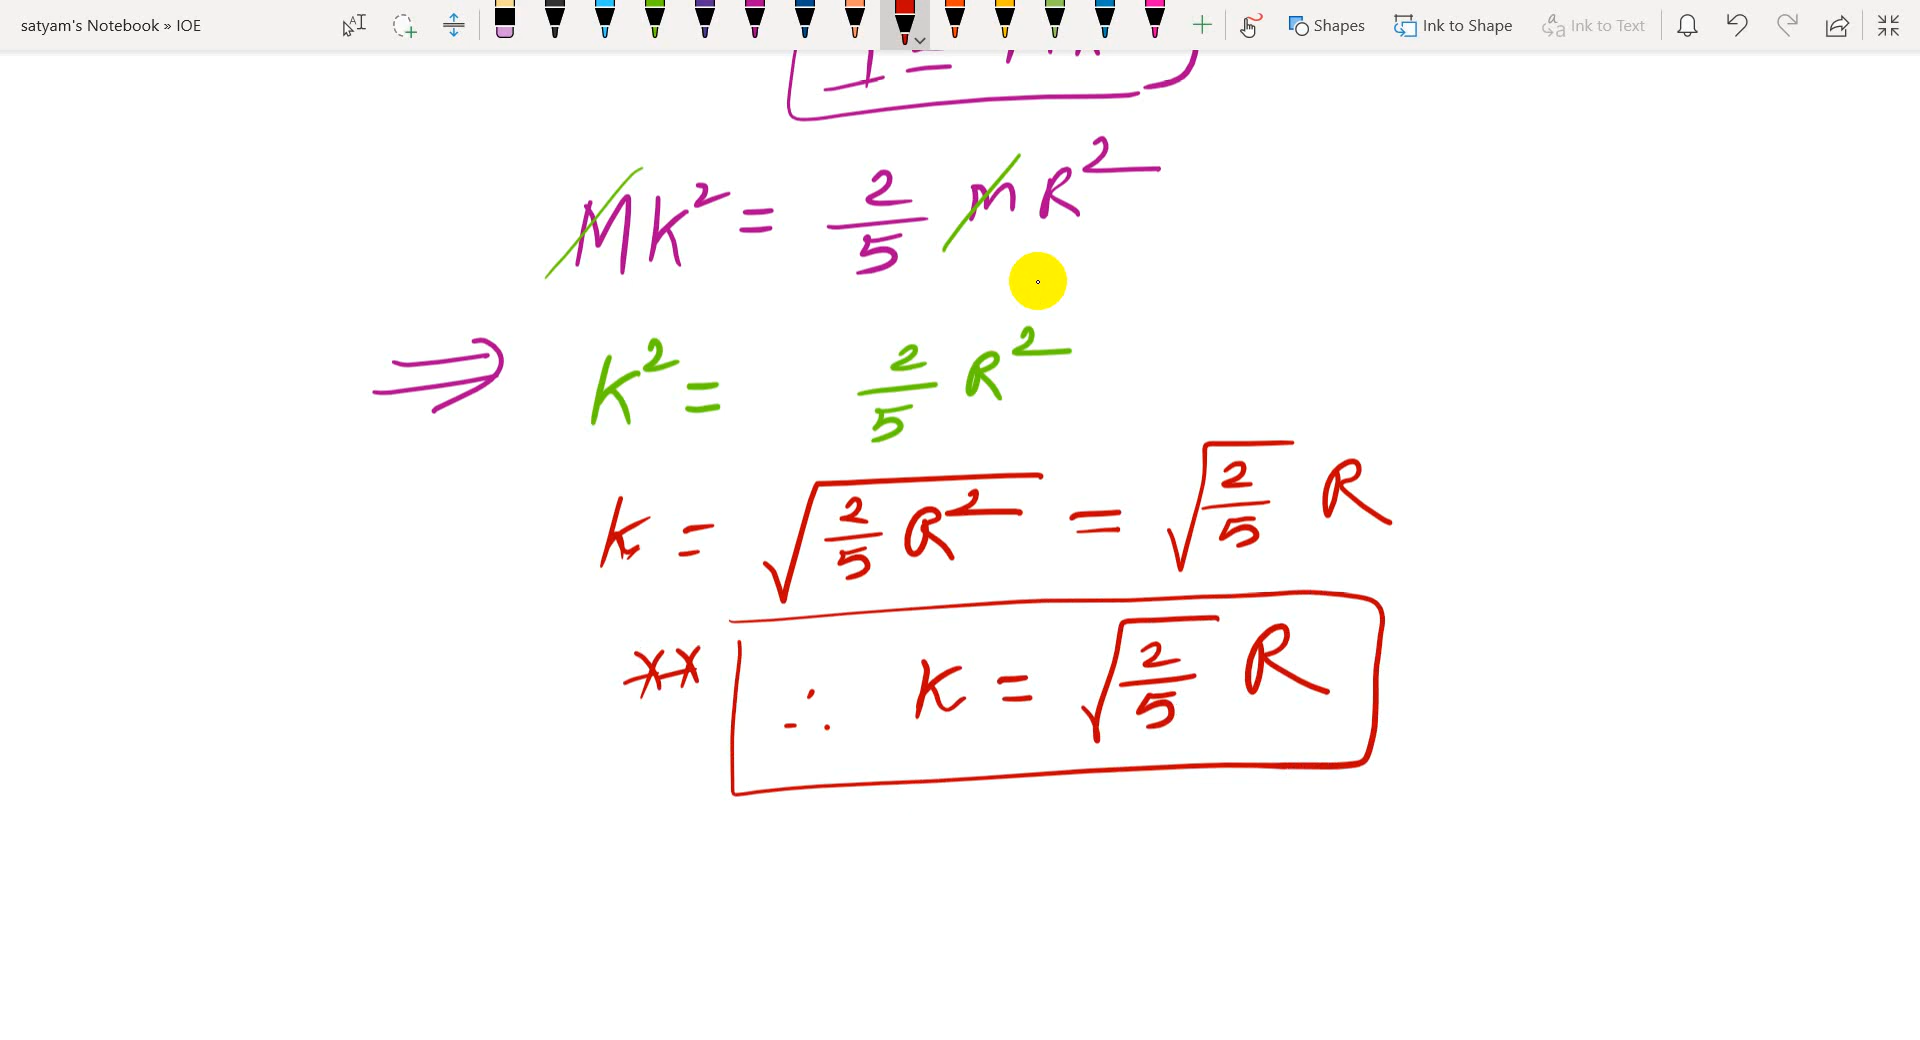 satyam's Notebook » IOE
Shapes Ink to Shape Ink to Text
MK² = 2/5 mR²
⇒ K² = 2/5 R²
k = √(2/5 R²) = √(2/5) R
** ∴ K = √(2/5) R